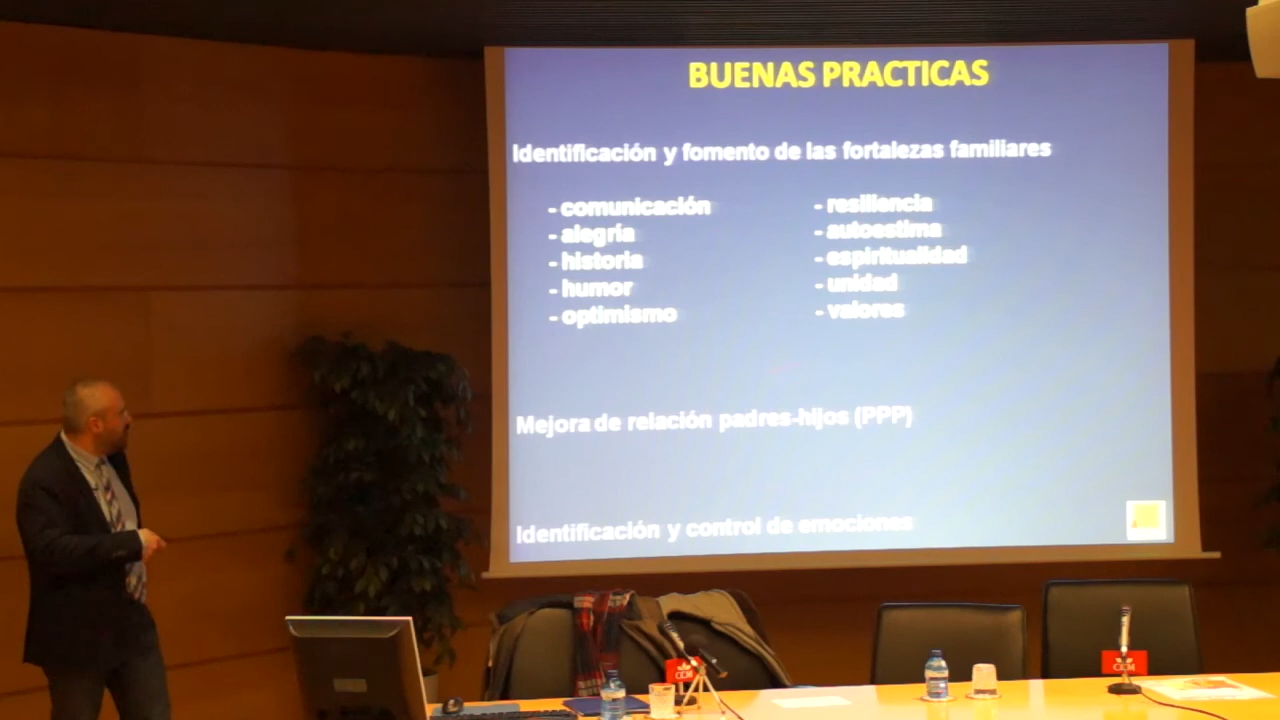 BUENAS PRACTICAS
Identificación y fomento de las fortalezas familiares
- comunicación
- alegría
- historia
- humor
- optimismo
- resiliencia
- autoestima
- espiritualidad
- unidad
- valores
Mejora de relación padres-hijos (PPP)
Identificación y control de emociones